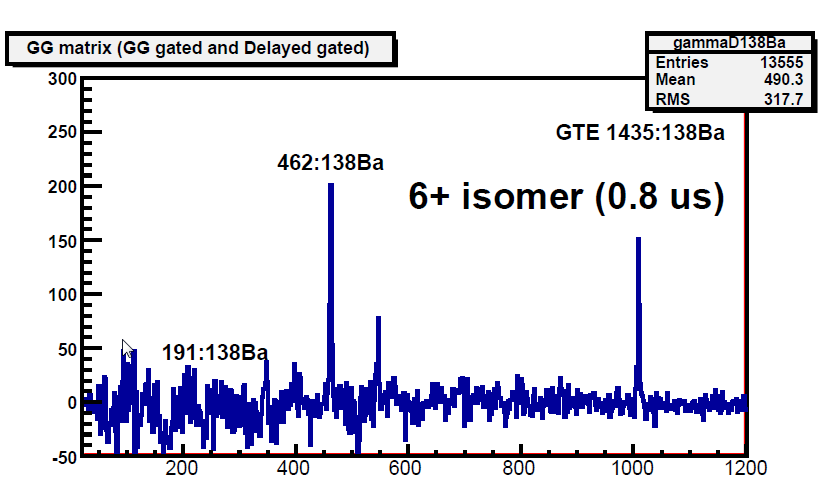 GG matrix (GG gated and Delayed gated)
gammaD138Ba
Entries 13555
Mean 490.3
RMS 317.7
300
250
200
150
100
50
0
-50
GTE 1435:138Ba
462:138Ba
6+ isomer (0.8 us)
191:138Ba
200 400 600 800 1000 1200